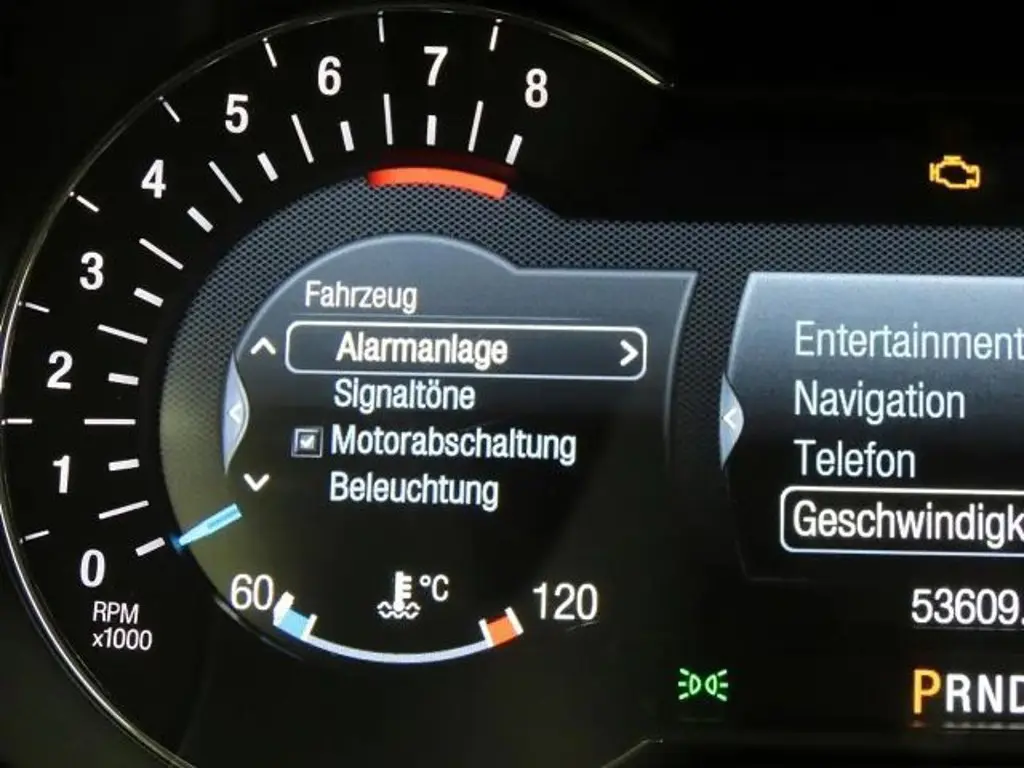 8
7
6
5
4
3
2
1
0
RPM
x1000
Fahrzeug
Alarmanlage
Signaltöne
Motorabschaltung
Beleuchtung
60
°C
120
Entertainment
Navigation
Telefon
Geschwindigk
53609.
PRND